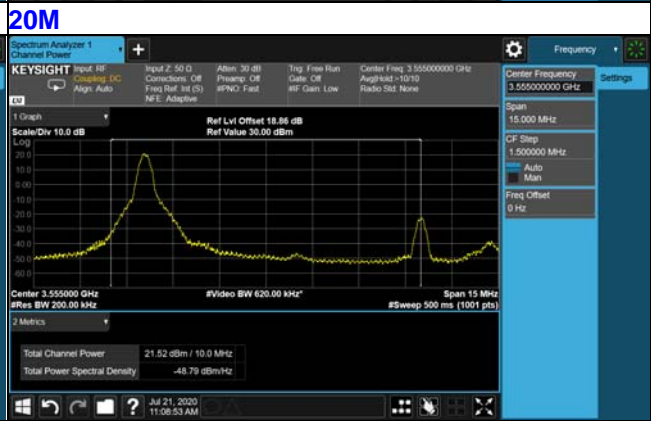 20M
Spectrum Analyzer 1
Channel Power
Frequency
KEYSIGHT
Input: RF
Coupling: DC
Align: Auto
Input Z: 50 Ω
Corrections: Off
Freq Ref: Int (S)
NFE: Adaptive
Atten: 30 dB
Preamp: Off
#PNO: Fast
Trig: Free Run
Gate: Off
#IF Gain: Low
Center Freq: 3.555000000 GHz
Avg|Hold:>10/10
Radio Std: None
Center Frequency
3.555000000 GHz
Settings
Span
15.000 MHz
CF Step
1.500000 MHz
Auto
Man
Freq Offset
0 Hz
1 Graph
Scale/Div 10.0 dB
Ref Lvl Offset 18.86 dB
Ref Value 30.00 dBm
Log
20.0
10.0
0.00
-10.0
-20.0
-30.0
-40.0
-50.0
-60.0
Center 3.555000 GHz
#Video BW 620.00 kHz*
Span 15 MHz
#Res BW 200.00 kHz
#Sweep 500 ms (1001 pts)
2 Metrics
Total Channel Power 21.52 dBm / 10.0 MHz
Total Power Spectral Density -48.79 dBm/Hz
Jul 21, 2020
11:08:53 AM